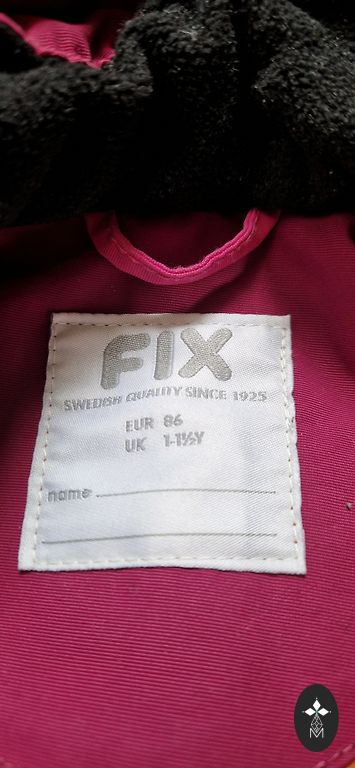 FIX
SWEDISH QUALITY SINCE 1925
EUR 86
UK 1-1½Y
name
M